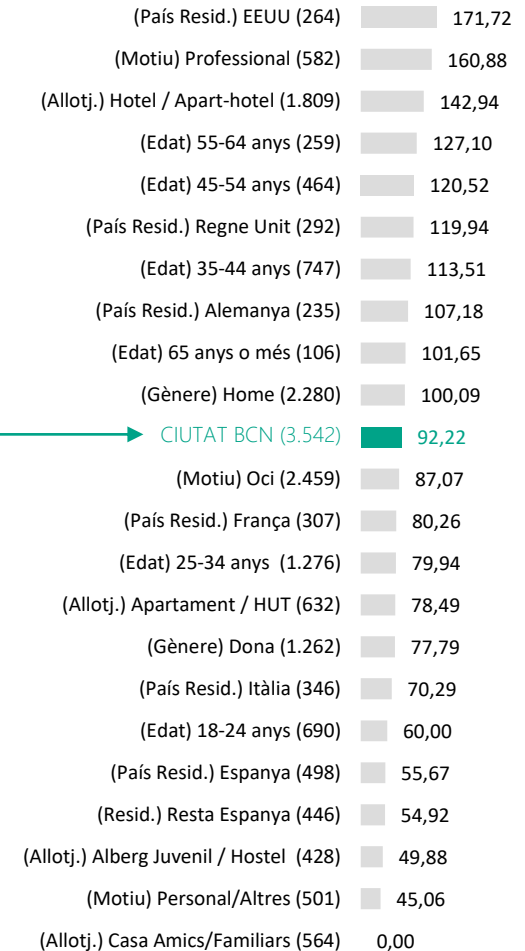 (País Resid.) EEUU (264) 171,72
(Motiu) Professional (582) 160,88
(Allotj.) Hotel / Apart-hotel (1.809) 142,94
(Edat) 55-64 anys (259) 127,10
(Edat) 45-54 anys (464) 120,52
(País Resid.) Regne Unit (292) 119,94
(Edat) 35-44 anys (747) 113,51
(País Resid.) Alemanya (235) 107,18
(Edat) 65 anys o més (106) 101,65
(Gènere) Home (2.280) 100,09
CIUTAT BCN (3.542) 92,22
(Motiu) Oci (2.459) 87,07
(País Resid.) França (307) 80,26
(Edat) 25-34 anys (1.276) 79,94
(Allotj.) Apartament / HUT (632) 78,49
(Gènere) Dona (1.262) 77,79
(País Resid.) Itàlia (346) 70,29
(Edat) 18-24 anys (690) 60,00
(País Resid.) Espanya (498) 55,67
(Resid.) Resta Espanya (446) 54,92
(Allotj.) Alberg Juvenil / Hostel (428) 49,88
(Motiu) Personal/Altres (501) 45,06
(Allotj.) Casa Amics/Familiars (564) 0,00